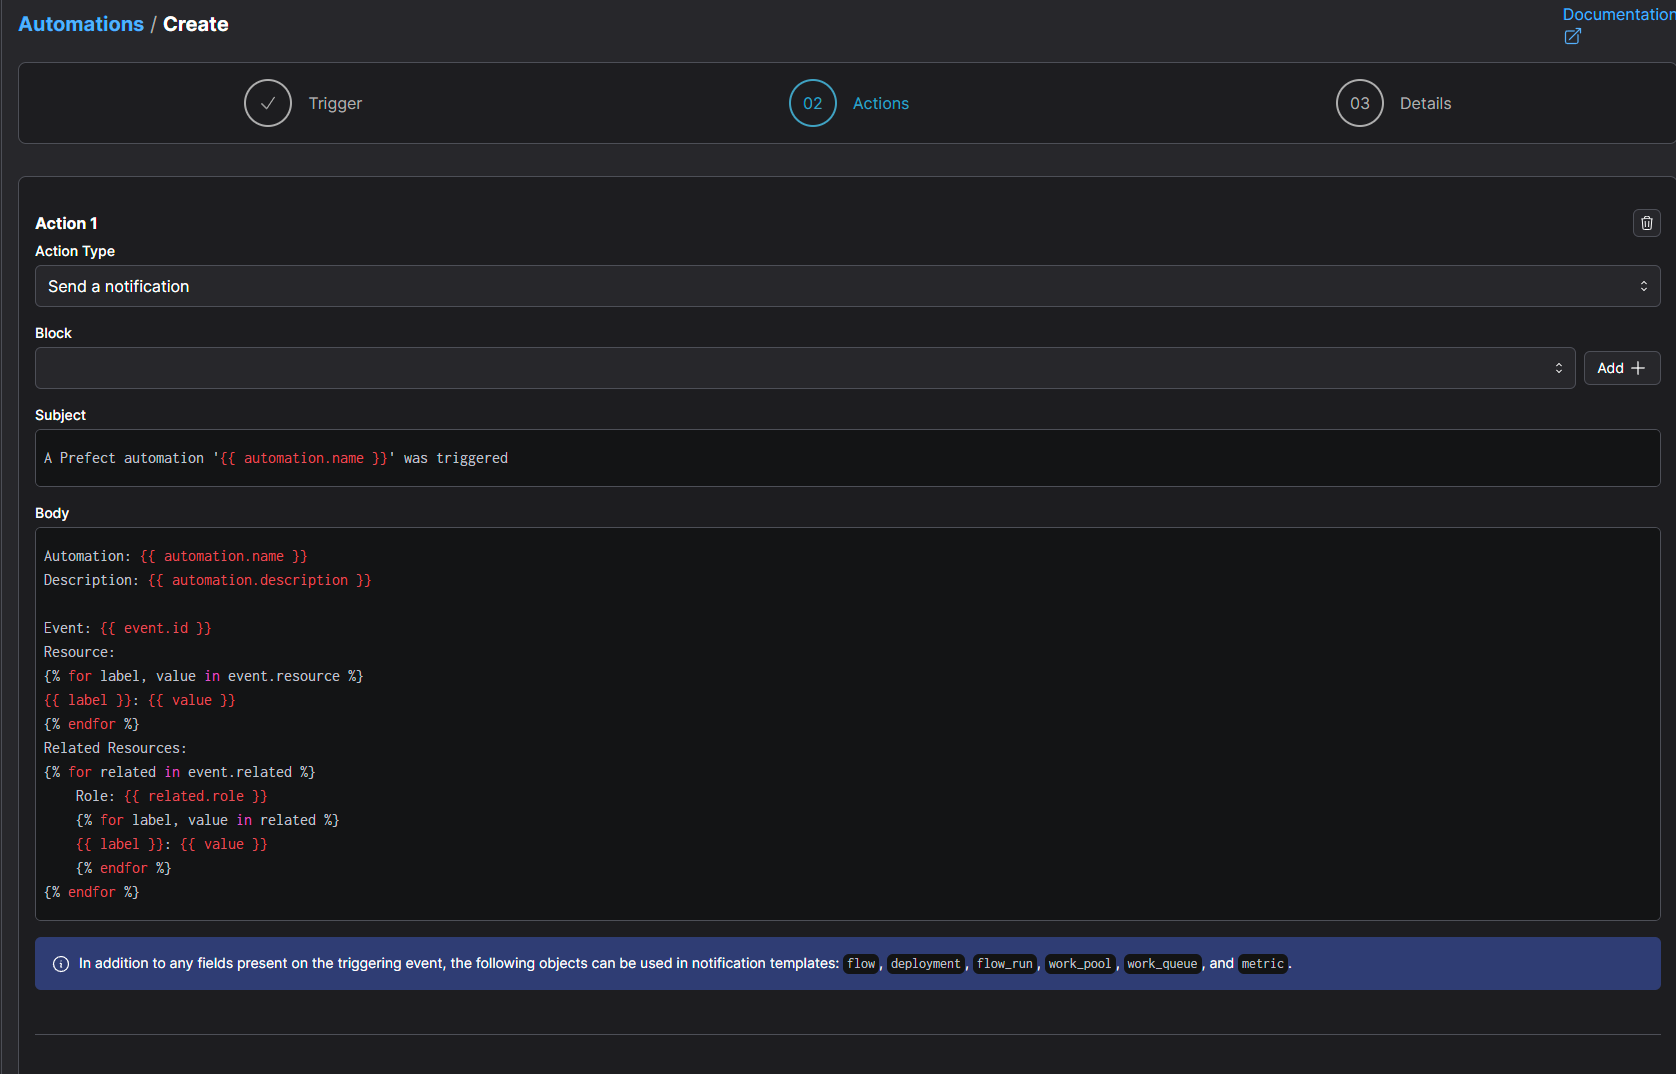 Automations / Create
Documentation
Trigger
02 Actions
03 Details
Action 1
Action Type
Send a notification
Block
Add +
Subject
A Prefect automation '{{ automation.name }}' was triggered
Body
Automation: {{ automation.name }}
Description: {{ automation.description }}
Event: {{ event.id }}
Resource:
{% for label, value in event.resource %}
{{ label }}: {{ value }}
{% endfor %}
Related Resources:
{% for related in event.related %}
    Role: {{ related.role }}
    {% for label, value in related %}
    {{ label }}: {{ value }}
    {% endfor %}
{% endfor %}
In addition to any fields present on the triggering event, the following objects can be used in notification templates: flow, deployment, flow_run, work_pool, work_queue, and metric.